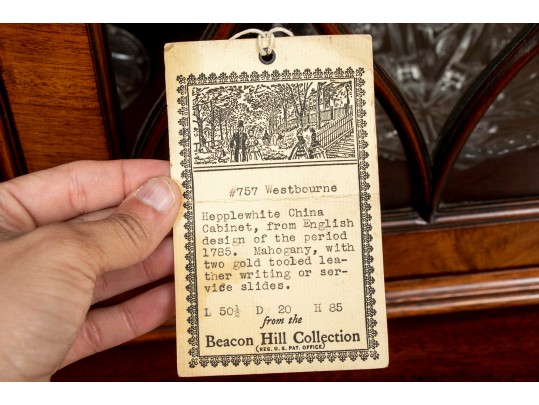 #757 Westbourne
Hepplewhite China
Cabinet, from English
design of the period
1785. Mahogany, with
two gold tooled lea-
ther writing or ser-
vice slides.
L 50½ D 20 H 85
from the
Beacon Hill Collection
(REG. U. S. PAT. OFFICE)